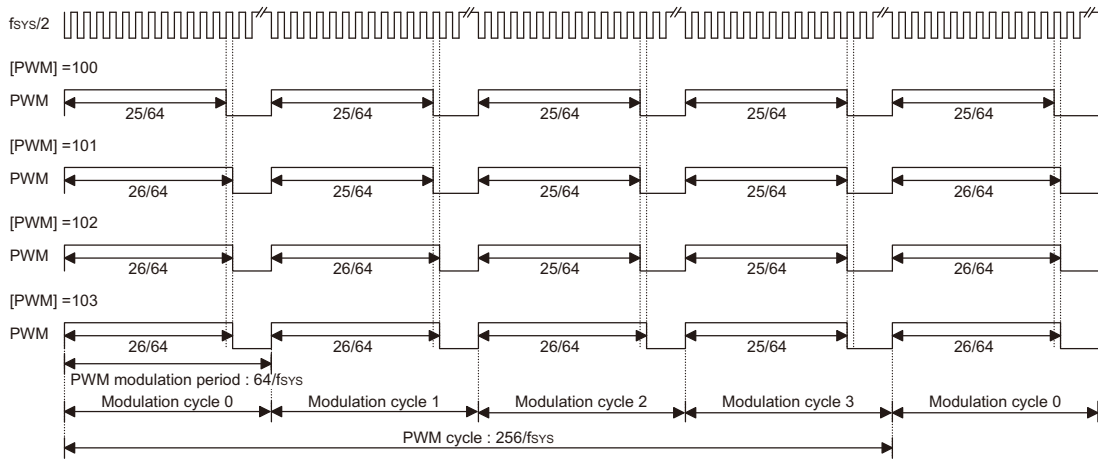 fSYS/2
[PWM] =100
PWM
25/64 25/64 25/64 25/64 25/64
[PWM] =101
PWM
26/64 25/64 25/64 25/64 26/64
[PWM] =102
PWM
26/64 26/64 25/64 25/64 26/64
[PWM] =103
PWM
26/64 26/64 26/64 25/64 26/64
PWM modulation period : 64/fSYS
Modulation cycle 0 Modulation cycle 1 Modulation cycle 2 Modulation cycle 3 Modulation cycle 0
PWM cycle : 256/fSYS